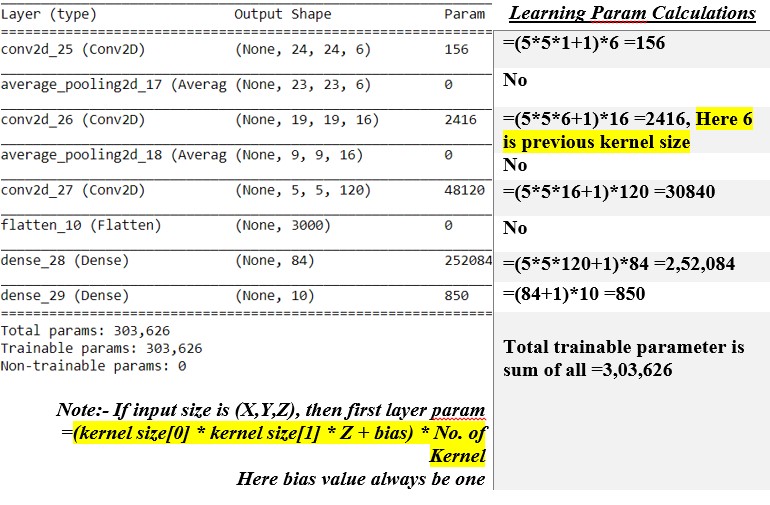 Layer (type) Output Shape Param Learning Param Calculations
=================================================================
conv2d_25 (Conv2D) (None, 24, 24, 6) 156 =(5*5*1+1)*6 =156
average_pooling2d_17 (Averag (None, 23, 23, 6) 0 No
conv2d_26 (Conv2D) (None, 19, 19, 16) 2416 =(5*5*6+1)*16 =2416, Here 6
is previous kernel size
average_pooling2d_18 (Averag (None, 9, 9, 16) 0 No
conv2d_27 (Conv2D) (None, 5, 5, 120) 48120 =(5*5*16+1)*120 =30840
flatten_10 (Flatten) (None, 3000) 0 No
dense_28 (Dense) (None, 84) 252084 =(5*5*120+1)*84 =2,52,084
dense_29 (Dense) (None, 10) 850 =(84+1)*10 =850
=================================================================
Total params: 303,626
Trainable params: 303,626
Non-trainable params: 0
Total trainable parameter is
sum of all =3,03,626
Note:- If input size is (X,Y,Z), then first layer param
=(kernel size[0] * kernel size[1] * Z + bias) * No. of
Kernel
Here bias value always be one